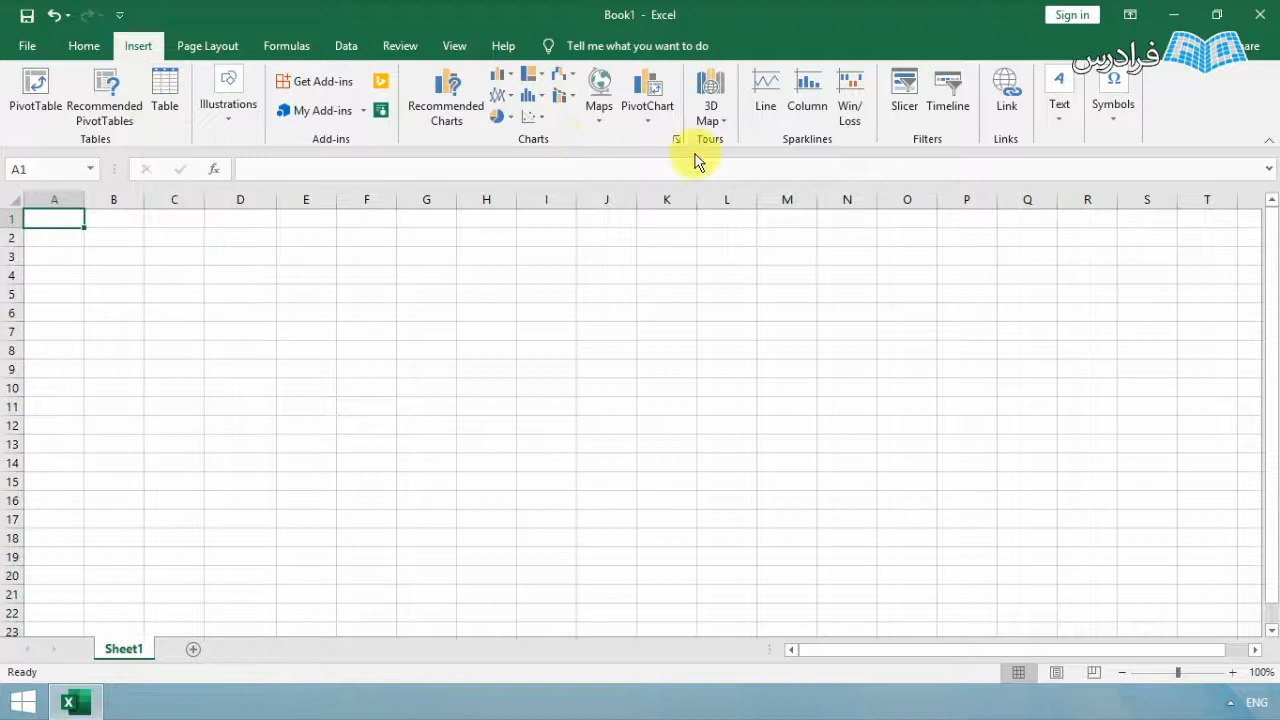 Book1 - Excel
Sign in
File Home Insert Page Layout Formulas Data Review View Help Tell me what you want to do are
فرادرس
PivotTable Recommended PivotTables Table Illustrations Get Add-ins My Add-ins Recommended Charts Maps PivotChart 3D Map Line Column Win/ Loss Slicer Timeline Link Text Symbols
Tables Add-ins Charts Tours Sparklines Filters Links
A1 fx
A B C D E F G H I J K L M N O P Q R S T
1
2
3
4
5
6
7
8
9
10
11
12
13
14
15
16
17
18
19
20
21
22
23
Sheet1
Ready 100%
ENG